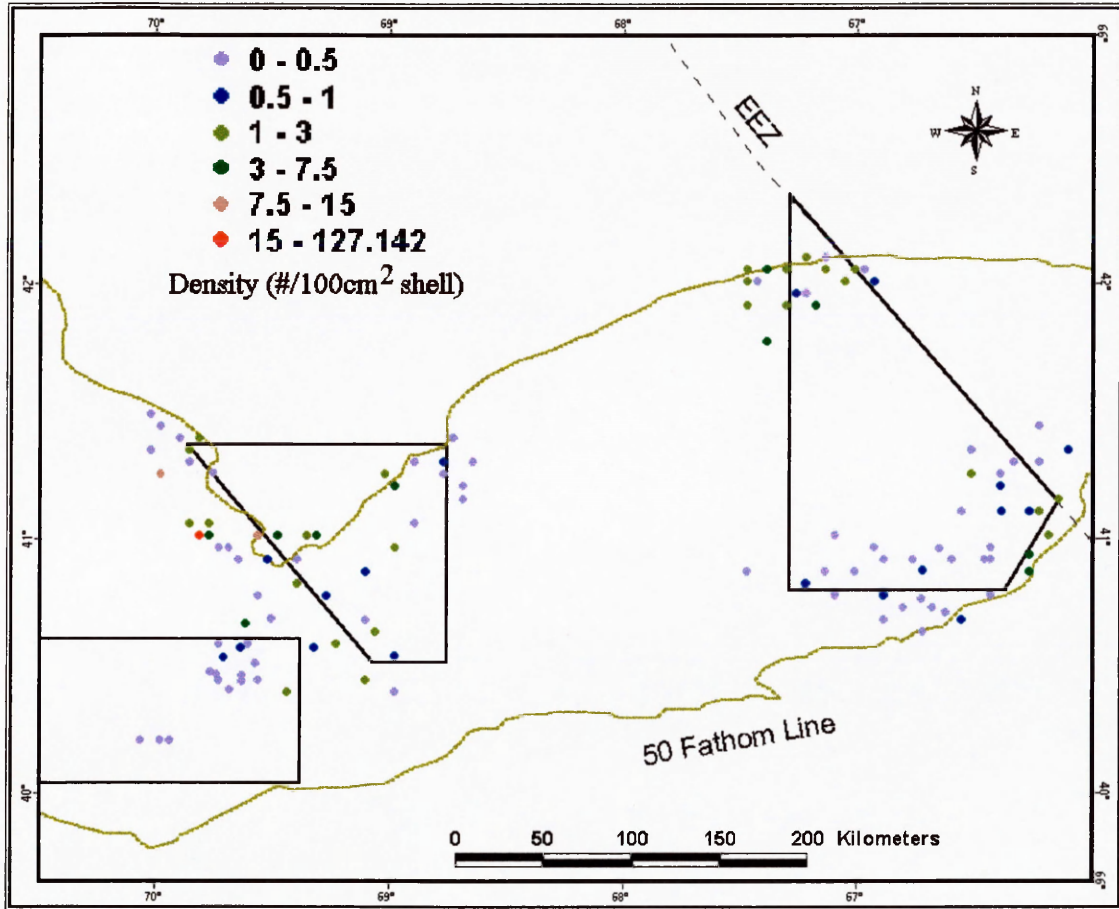 70° 69° 68° 67° 66°
0 - 0.5
0.5 - 1
1 - 3
3 - 7.5
7.5 - 15
15 - 127.142
Density (#/100cm² shell)
EEZ
N
W E
S
42° 42°
41° 41°
50 Fathom Line
40° 40°
0 50 100 150 200 Kilometers
70° 69° 68° 67° 66°